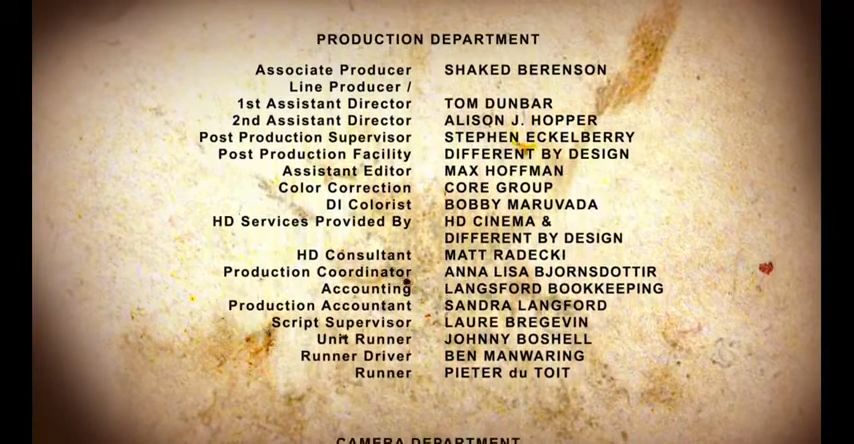 PRODUCTION DEPARTMENT
Associate Producer SHAKED BERENSON
Line Producer /
1st Assistant Director TOM DUNBAR
2nd Assistant Director ALISON J. HOPPER
Post Production Supervisor STEPHEN ECKELBERRY
Post Production Facility DIFFERENT BY DESIGN
Assistant Editor MAX HOFFMAN
Color Correction CORE GROUP
DI Colorist BOBBY MARUVADA
HD Services Provided By HD CINEMA &
DIFFERENT BY DESIGN
HD Consultant MATT RADECKI
Production Coordinator ANNA LISA BJORNSDOTTIR
Accounting LANGSFORD BOOKKEEPING
Production Accountant SANDRA LANGFORD
Script Supervisor LAURE BREGEVIN
Unit Runner JOHNNY BOSHELL
Runner Driver BEN MANWARING
Runner PIETER du TOIT
CAMERA DEPARTMENT